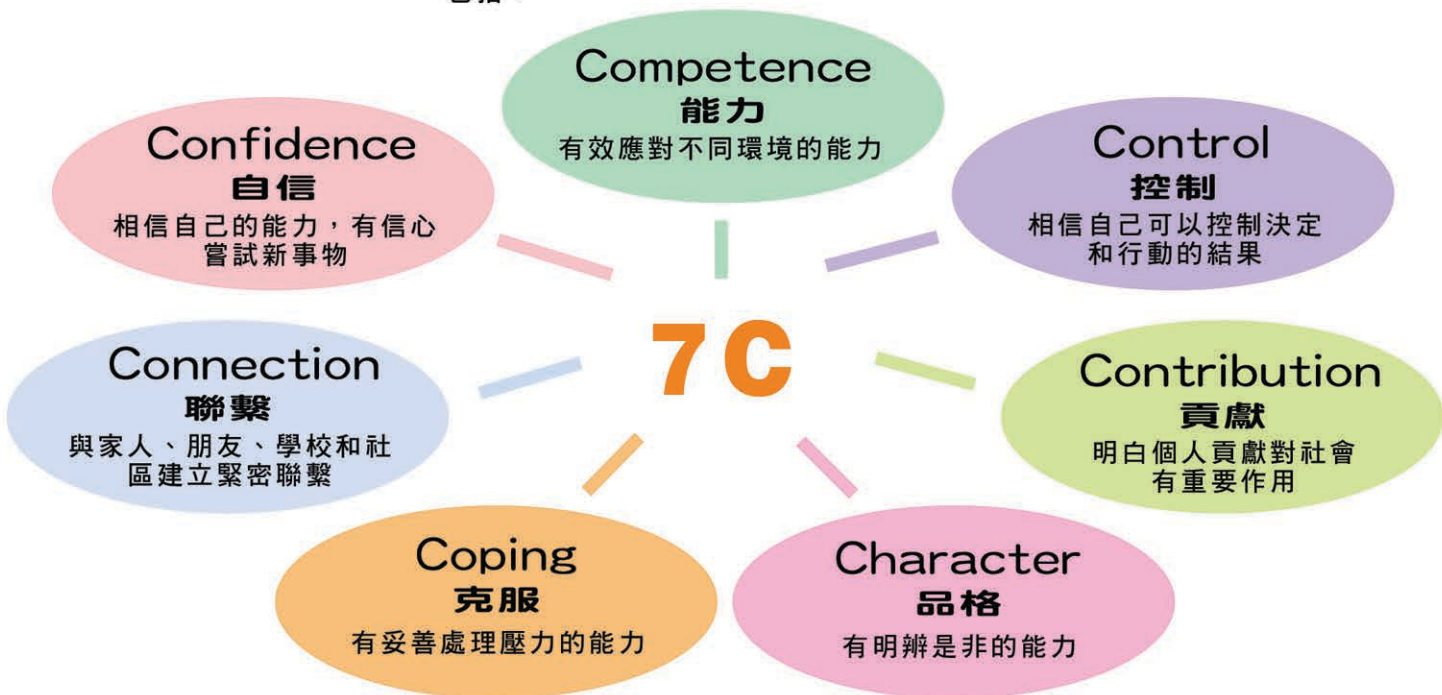 Competence
能力
有效應對不同環境的能力
Confidence
自信
相信自己的能力，有信心
嘗試新事物
Control
控制
相信自己可以控制決定
和行動的結果
7C
Connection
聯繫
與家人、朋友、學校和社
區建立緊密聯繫
Contribution
貢獻
明白個人貢獻對社會
有重要作用
Coping
克服
有妥善處理壓力的能力
Character
品格
有明辨是非的能力